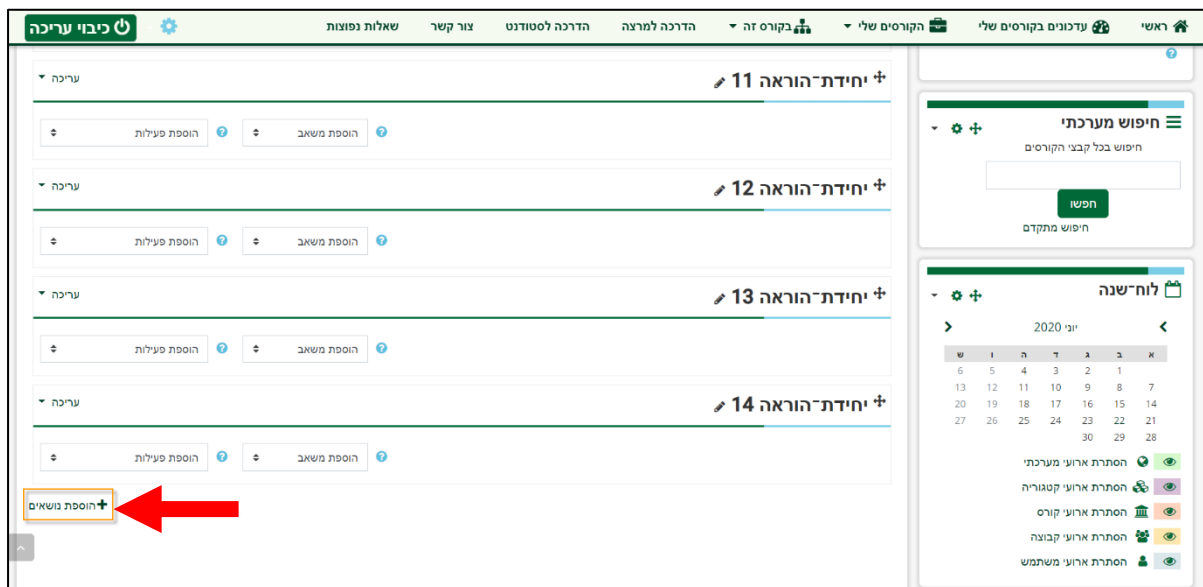 ראשי עדכונים בקורסים שלי הקורסים שלי בקורס זה הדרכה למרצה הדרכה לסטודנט צור קשר שאלות נפוצות כיבוי עריכה
חיפוש מערכתי
חיפוש בכל קבצי הקורסים
חפשו
חיפוש מתקדם
לוח־שנה
יוני 2020
א ב ג ד ה ו ש
1 2 3 4 5 6
7 8 9 10 11 12 13
14 15 16 17 18 19 20
21 22 23 24 25 26 27
28 29 30
הסתרת ארועי מערכתי
הסתרת ארועי קטגוריה
הסתרת ארועי קורס
הסתרת ארועי קבוצה
הסתרת ארועי משתמש
יחידת־הוראה 11 עריכה
הוספת משאב הוספת פעילות
יחידת־הוראה 12 עריכה
הוספת משאב הוספת פעילות
יחידת־הוראה 13 עריכה
הוספת משאב הוספת פעילות
יחידת־הוראה 14 עריכה
הוספת משאב הוספת פעילות
הוספת נושאים